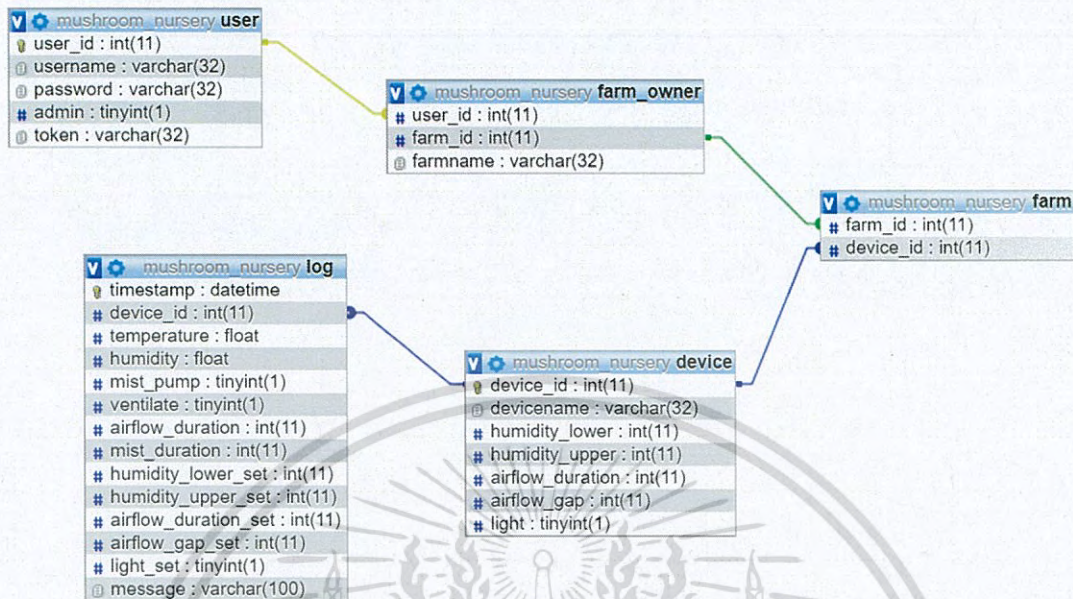 mushroom_nursery user
user_id : int(11)
username : varchar(32)
password : varchar(32)
admin : tinyint(1)
token : varchar(32)
mushroom_nursery farm_owner
user_id : int(11)
farm_id : int(11)
farmname : varchar(32)
mushroom_nursery farm
farm_id : int(11)
device_id : int(11)
mushroom_nursery log
timestamp : datetime
device_id : int(11)
temperature : float
humidity : float
mist_pump : tinyint(1)
ventilate : tinyint(1)
airflow_duration : int(11)
mist_duration : int(11)
humidity_lower_set : int(11)
humidity_upper_set : int(11)
airflow_duration_set : int(11)
airflow_gap_set : int(11)
light_set : tinyint(1)
message : varchar(100)
mushroom_nursery device
device_id : int(11)
devicename : varchar(32)
humidity_lower : int(11)
humidity_upper : int(11)
airflow_duration : int(11)
airflow_gap : int(11)
light : tinyint(1)